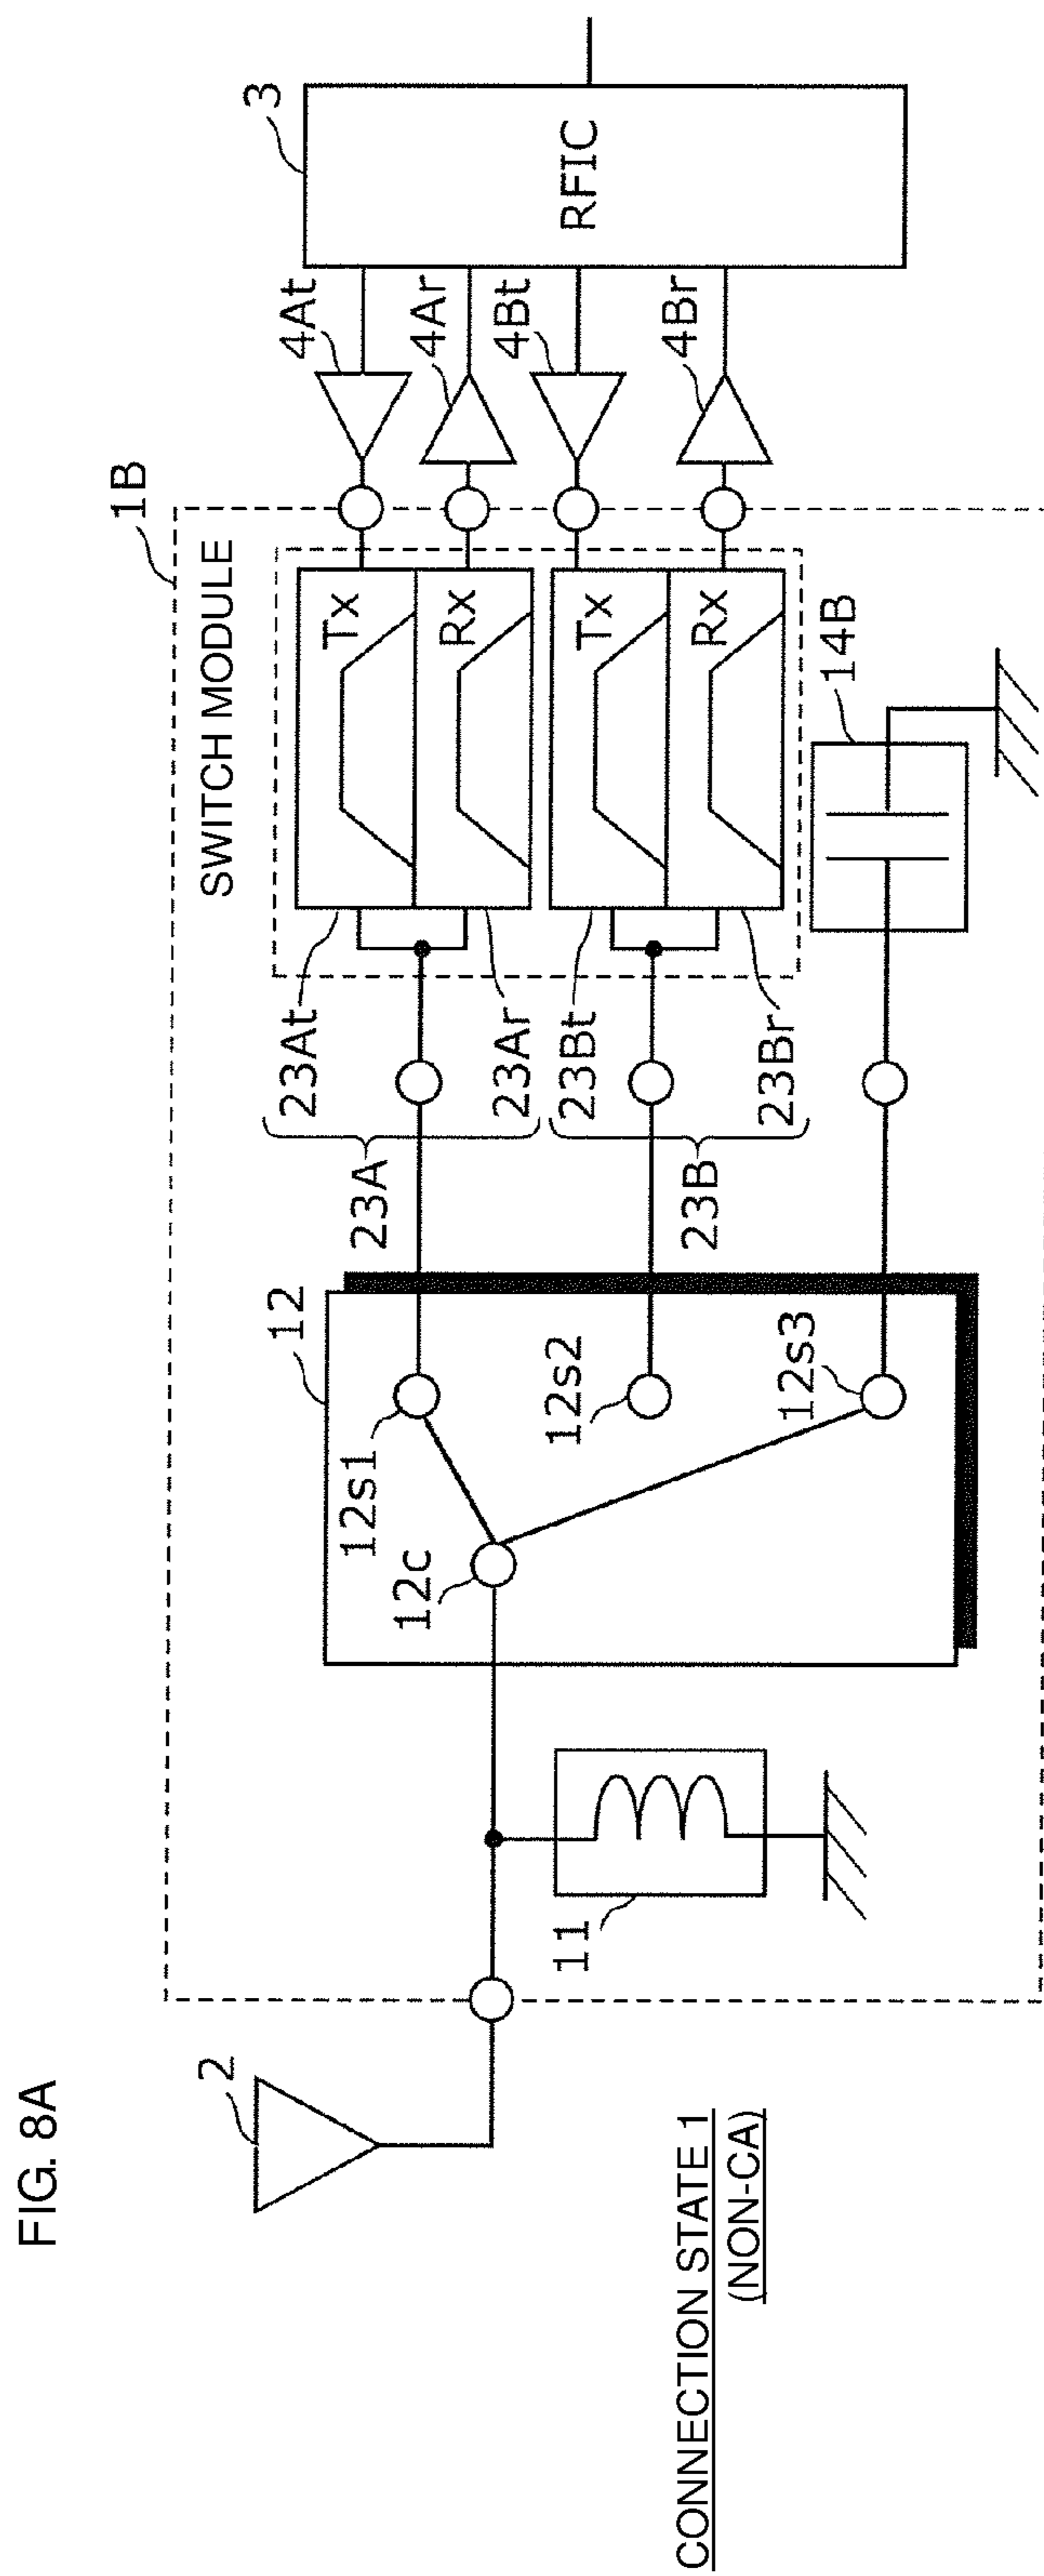 FIG. 8A
1B
SWITCH MODULE
2
12
23At
Tx
4At
3
12s1
23A
23Ar
Rx
4Ar
12c
RFIC
11
12s2
23Bt
Tx
4Bt
23B
23Br
Rx
4Br
12s3
14B
CONNECTION STATE 1
(NON-CA)